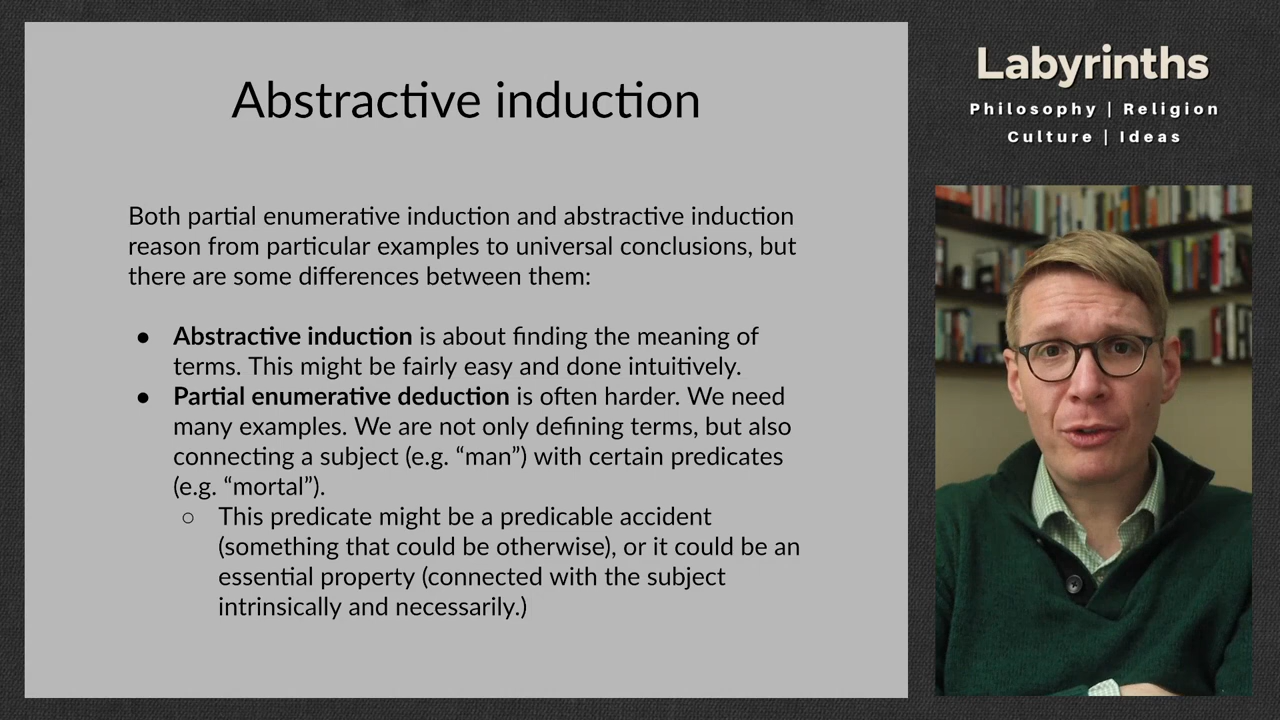 Abstractive induction
Both partial enumerative induction and abstractive induction
reason from particular examples to universal conclusions, but
there are some differences between them:
● Abstractive induction is about finding the meaning of
terms. This might be fairly easy and done intuitively.
● Partial enumerative deduction is often harder. We need
many examples. We are not only defining terms, but also
connecting a subject (e.g. “man”) with certain predicates
(e.g. “mortal”).
○ This predicate might be a predicable accident
(something that could be otherwise), or it could be an
essential property (connected with the subject
intrinsically and necessarily.)
Labyrinths
Philosophy | Religion
Culture | Ideas